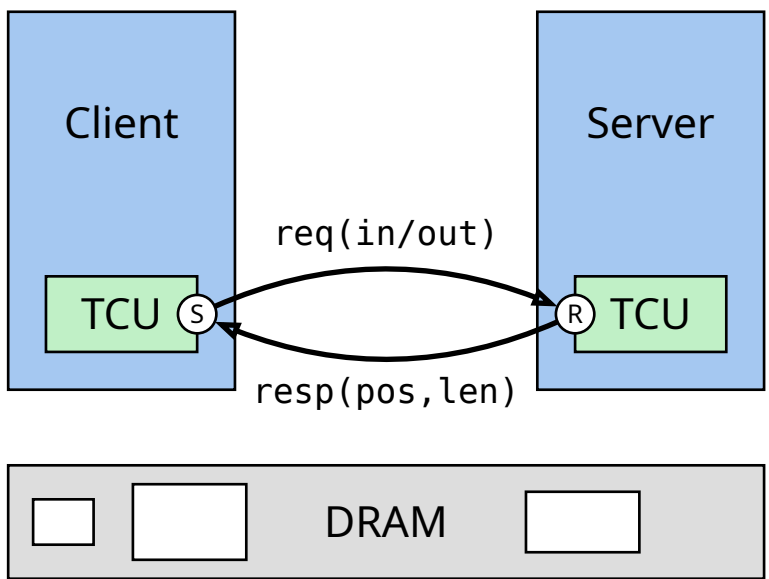 Client
Server
req(in/out)
TCU
S
R
TCU
resp(pos,len)
DRAM